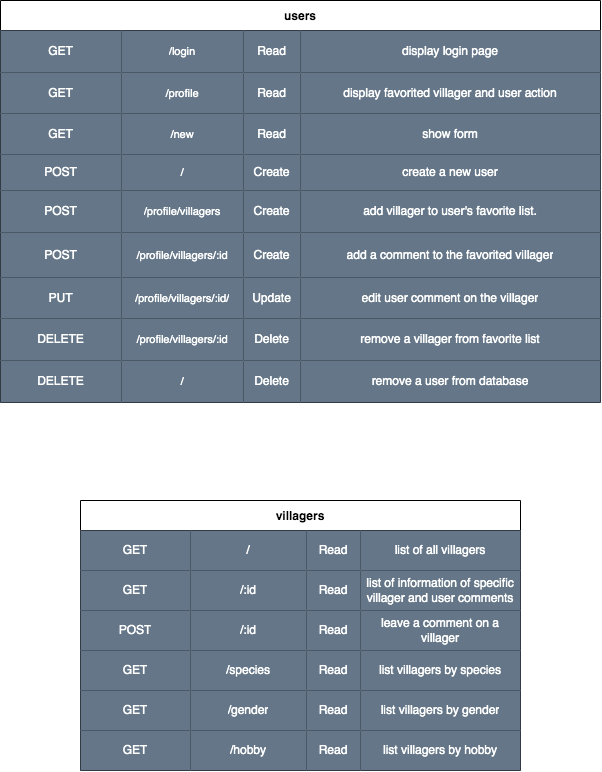 users
GET /login Read display login page
GET /profile Read display favorited villager and user action
GET /new Read show form
POST / Create create a new user
POST /profile/villagers Create add villager to user's favorite list.
POST /profile/villagers/:id Create add a comment to the favorited villager
PUT /profile/villagers/:id/ Update edit user comment on the villager
DELETE /profile/villagers/:id Delete remove a villager from favorite list
DELETE / Delete remove a user from database
villagers
GET / Read list of all villagers
GET /:id Read list of information of specific
villager and user comments
POST /:id Read leave a comment on a
villager
GET /species Read list villagers by species
GET /gender Read list villagers by gender
GET /hobby Read list villagers by hobby